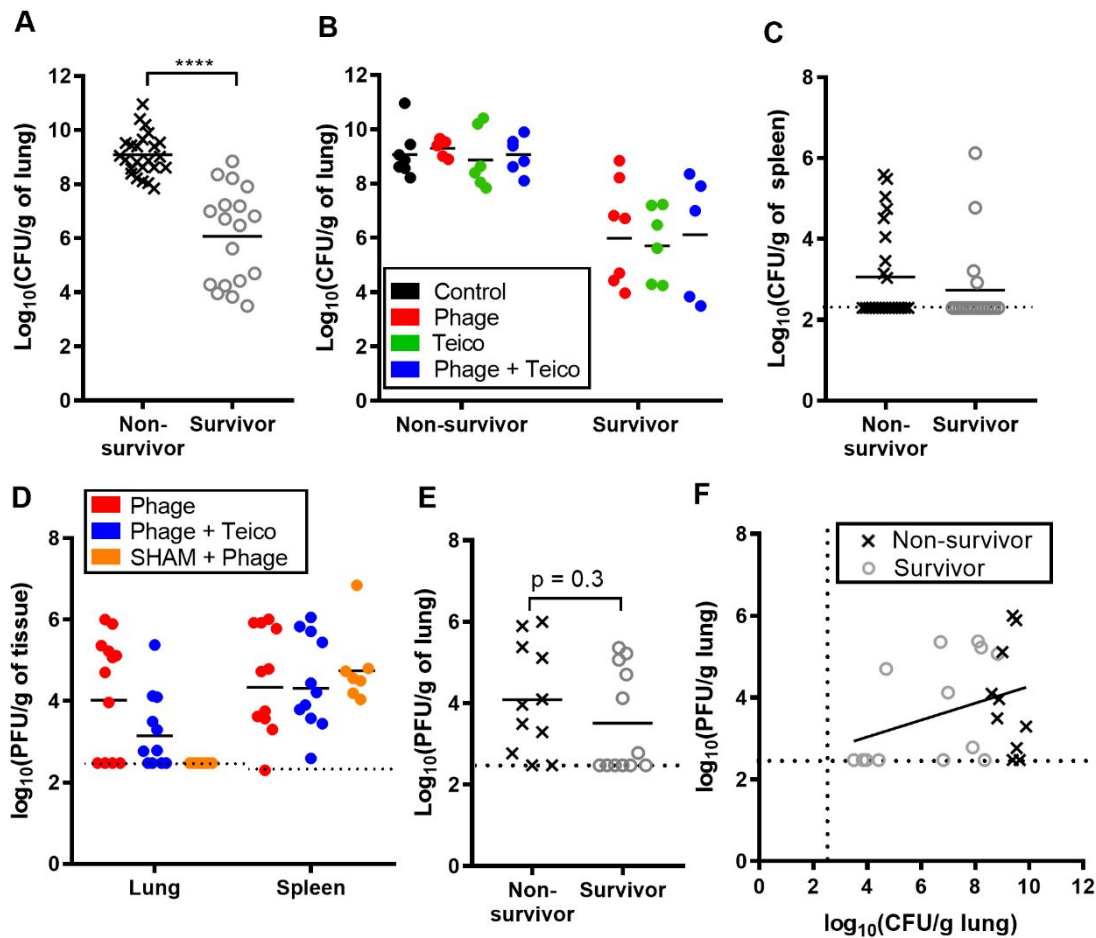 A
Log10(CFU/g of lung)
12
10
8
6
4
2
0
****
Non-
survivor
Survivor
B
Log10(CFU/g of lung)
12
10
8
6
4
2
0
Control
Phage
Teico
Phage + Teico
Non-survivor
Survivor
C
Log10(CFU/g of spleen)
8
6
4
2
0
Non-
survivor
Survivor
D
log10(PFU/g of tissue)
8
6
4
2
0
Phage
Phage + Teico
SHAM + Phage
Lung
Spleen
E
Log10(PFU/g of lung)
8
6
4
2
0
p = 0.3
Non-
survivor
Survivor
F
log10(PFU/g lung)
8
6
4
2
0
Non-survivor
Survivor
0 2 4 6 8 10 12
log10(CFU/g lung)